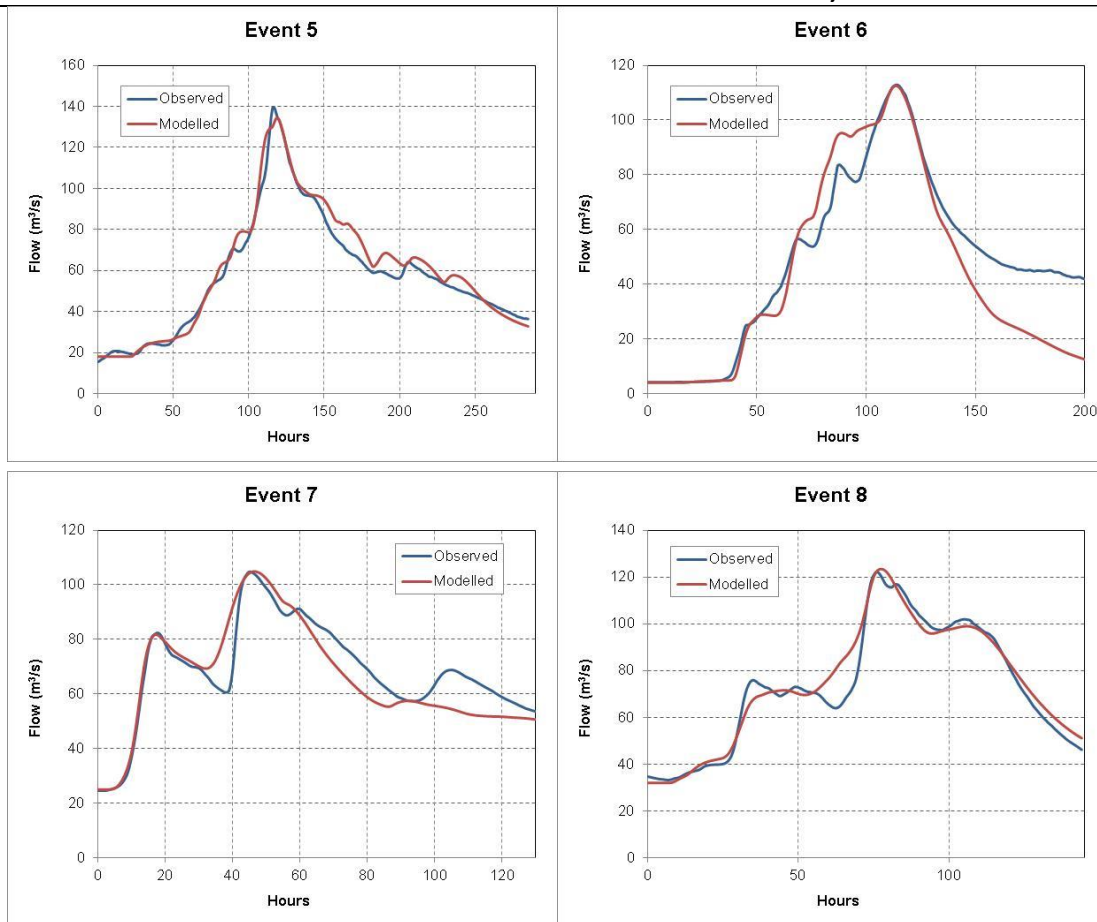 Event 5
160
140
120
100
80
60
40
20
0
Flow (m³/s)
Observed
Modelled
0 50 100 150 200 250
Hours
Event 6
120
100
80
60
40
20
0
Flow (m³/s)
Observed
Modelled
0 50 100 150 200
Hours
Event 7
120
100
80
60
40
20
0
Flow (m³/s)
Observed
Modelled
0 20 40 60 80 100 120
Hours
Event 8
140
120
100
80
60
40
20
0
Flow (m³/s)
Observed
Modelled
0 50 100
Hours